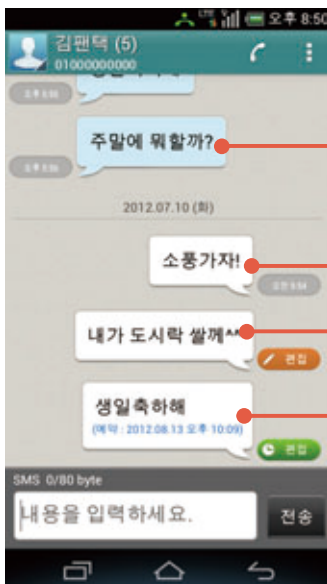 LTE 오후 8:50
김팬택 (5)
01000000000
주말에 뭐할까?
2012.07.10 (화)
소풍가자!
내가 도시락 쌀께^^
편집
생일축하해
(예약 : 2012.08.13 오후 10:09)
편집
SMS 0/80 byte
내용을 입력하세요.
전송